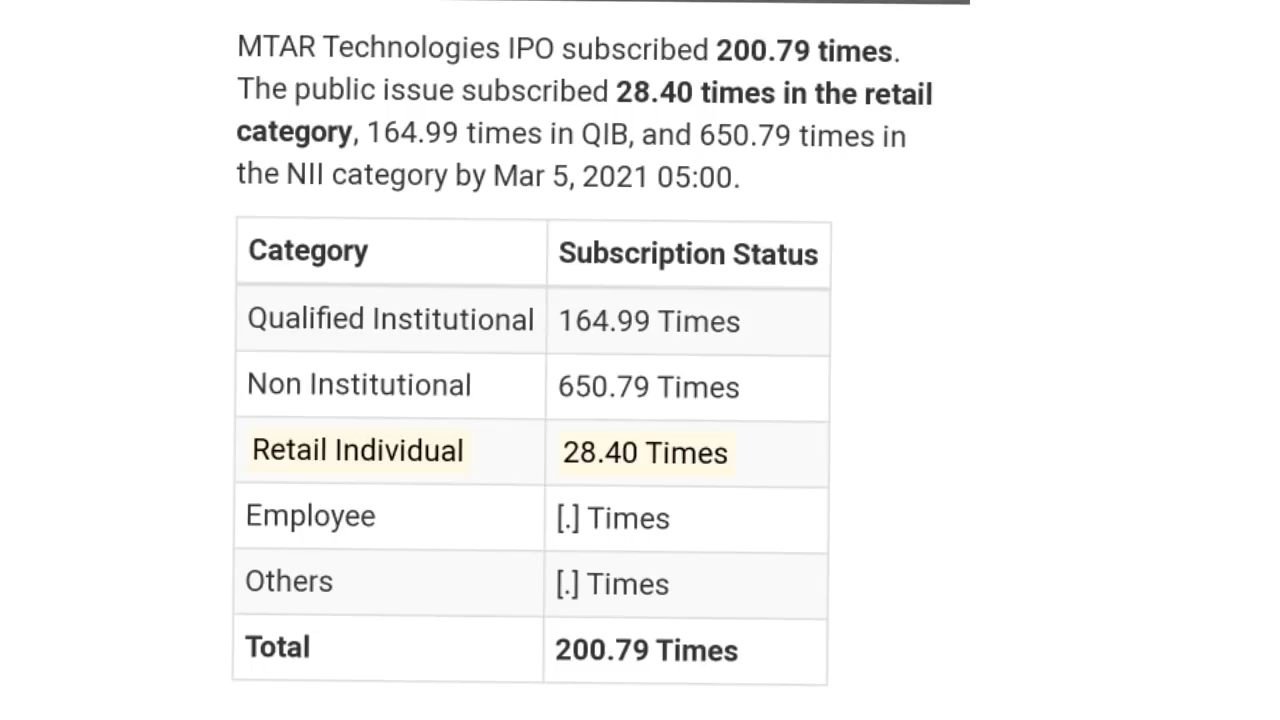 MTAR Technologies IPO subscribed 200.79 times.
The public issue subscribed 28.40 times in the retail
category, 164.99 times in QIB, and 650.79 times in
the NII category by Mar 5, 2021 05:00.
Category Subscription Status
Qualified Institutional 164.99 Times
Non Institutional 650.79 Times
Retail Individual 28.40 Times
Employee [.] Times
Others [.] Times
Total 200.79 Times